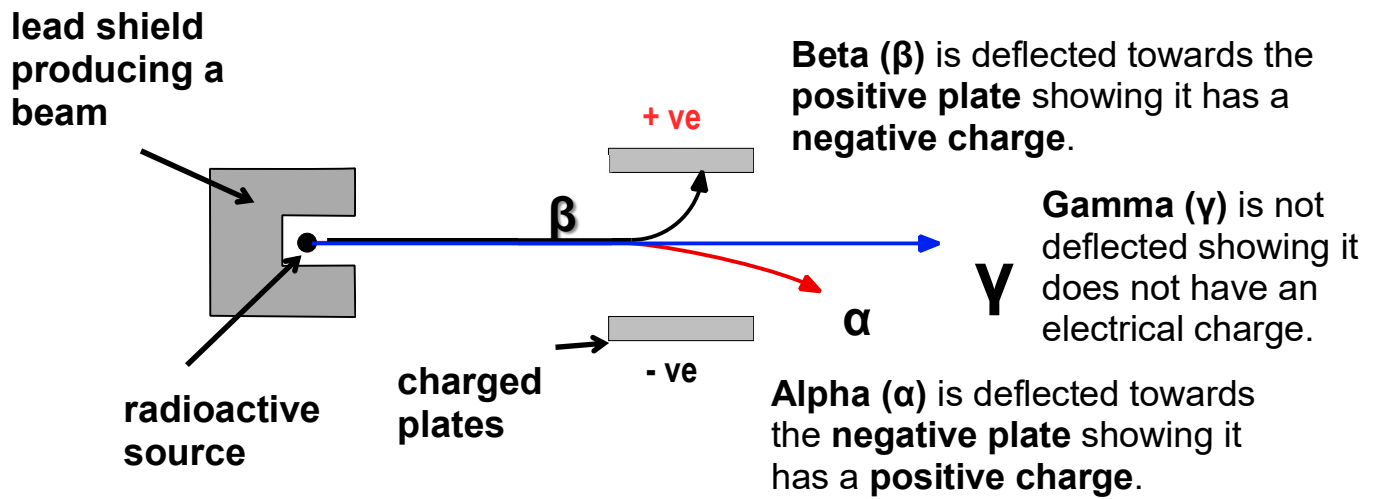 lead shield
producing a
beam
Beta (β) is deflected towards the
positive plate showing it has a
negative charge.
+ ve
β
Gamma (γ) is not
deflected showing it
does not have an
electrical charge.
γ
α
charged
plates
- ve
radioactive
source
Alpha (α) is deflected towards
the negative plate showing it
has a positive charge.